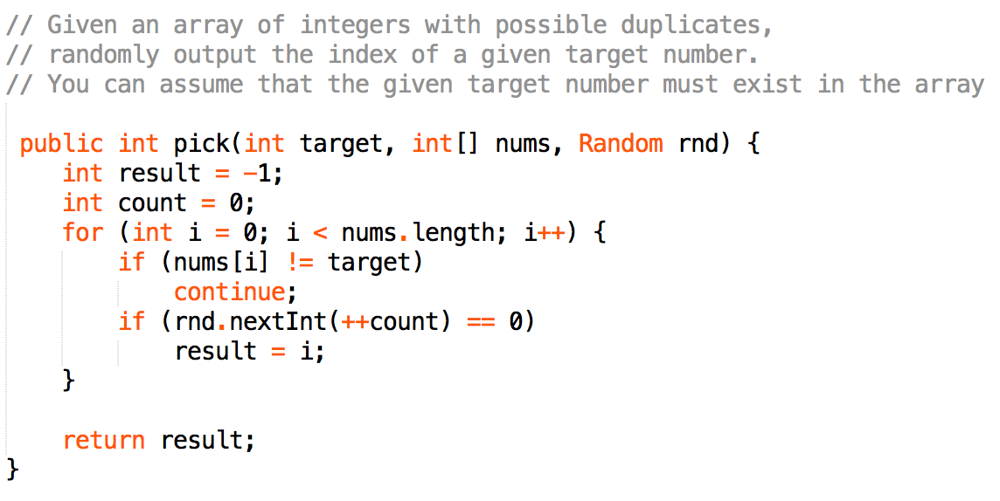 // Given an array of integers with possible duplicates,
// randomly output the index of a given target number.
// You can assume that the given target number must exist in the array
public int pick(int target, int[] nums, Random rnd) {
int result = -1;
int count = 0;
for (int i = 0; i < nums.length; i++) {
if (nums[i] != target)
continue;
if (rnd.nextInt(++count) == 0)
result = i;
}
return result;
}